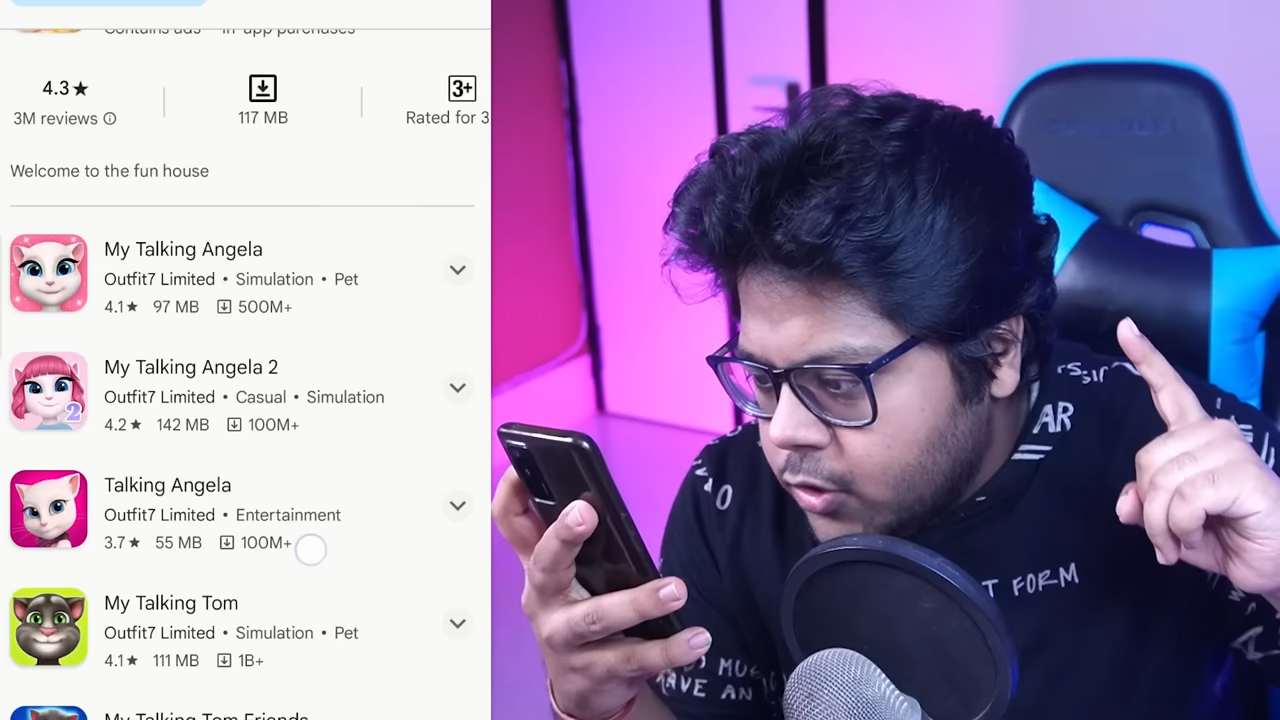 Contains ads In-app purchases
4.3★
3M reviews
117 MB
3+
Rated for 3
Welcome to the fun house
My Talking Angela
Outfit7 Limited • Simulation • Pet
4.1★ 97 MB 500M+
My Talking Angela 2
Outfit7 Limited • Casual • Simulation
4.2★ 142 MB 100M+
2
Talking Angela
Outfit7 Limited • Entertainment
3.7★ 55 MB 100M+
My Talking Tom
Outfit7 Limited • Simulation • Pet
4.1★ 111 MB 1B+
My Talking Tom Friends
AR
T FORM